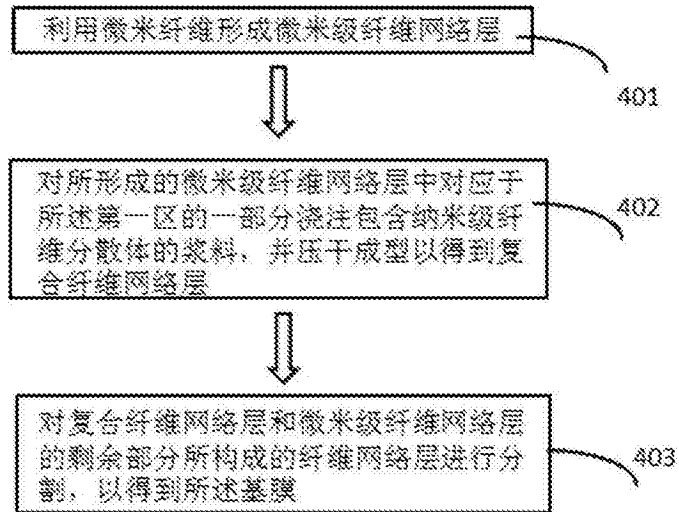 利用微米纤维形成微米级纤维网络层
401
对所形成的微米级纤维网络层中对应于
所述第一区的一部分浇注包含纳米级纤
维分散体的浆料，并压干成型以得到复
合纤维网络层
402
对复合纤维网络层和微米级纤维网络层
的剩余部分所构成的纤维网络层进行分
割，以得到所述基膜
403